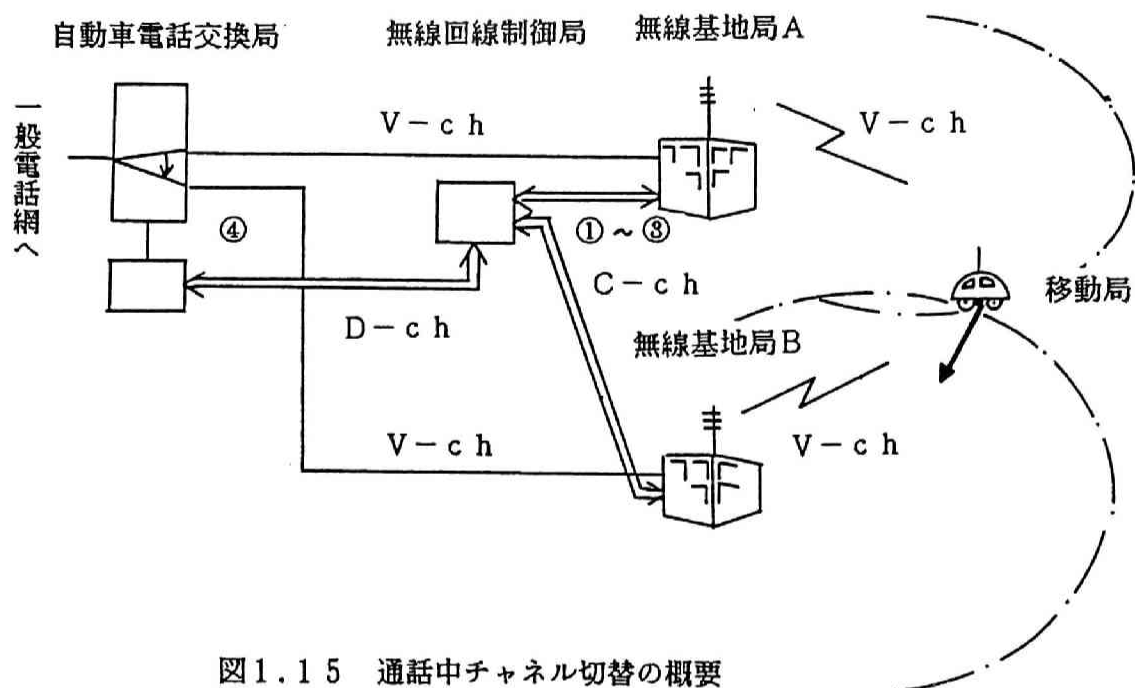 自動車電話交換局
無線回線制御局
無線基地局A
一般電話網へ
V-ch
V-ch
④
①~③
C-ch
D-ch
移動局
無線基地局B
V-ch
V-ch
図1.15 通話中チャネル切替の概要